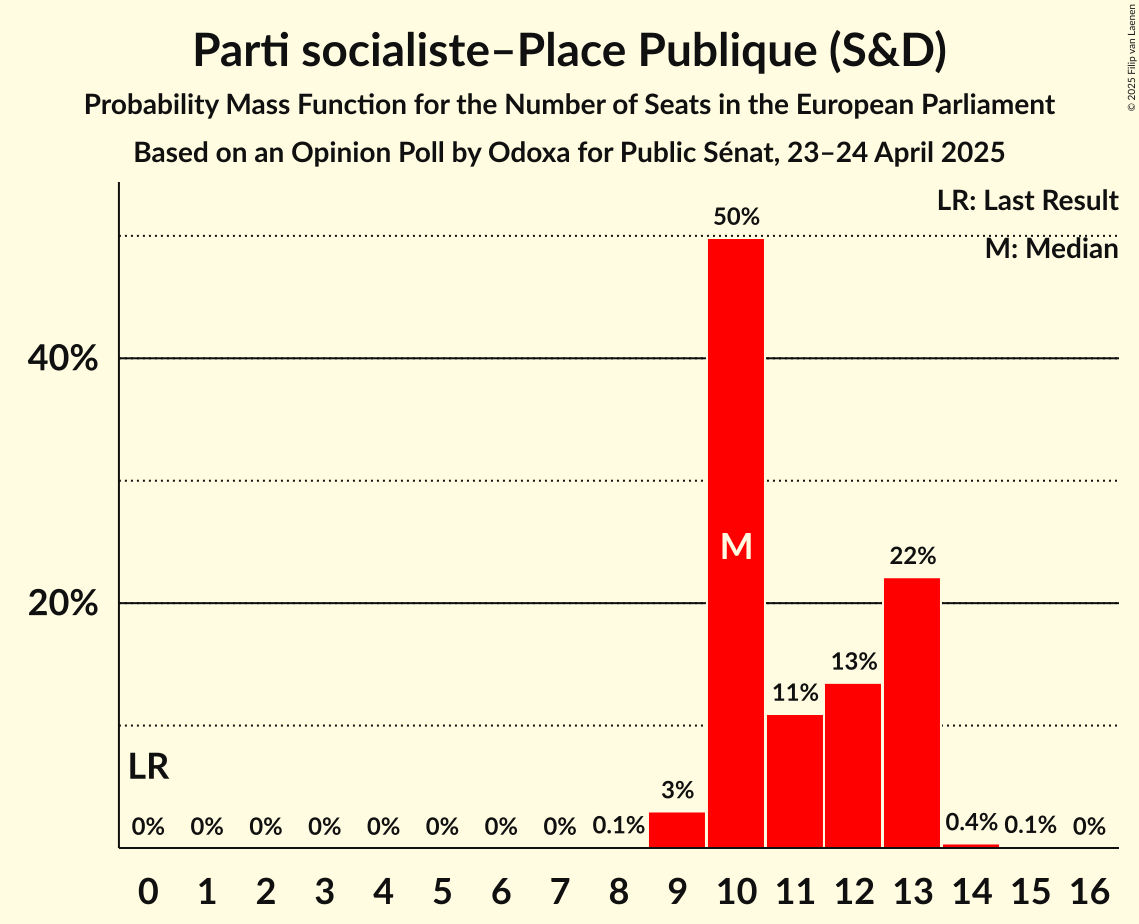 Parti socialiste–Place Publique (S&D)
Probability Mass Function for the Number of Seats in the European Parliament
Based on an Opinion Poll by Odoxa for Public Sénat, 23–24 April 2025
© 2025 Filip van Laenen
LR: Last Result
M: Median
50%
40%
M
22%
20%
13%
11%
LR
3%
0% 0% 0% 0% 0% 0% 0% 0% 0.1% 0.4% 0.1% 0%
0 1 2 3 4 5 6 7 8 9 10 11 12 13 14 15 16